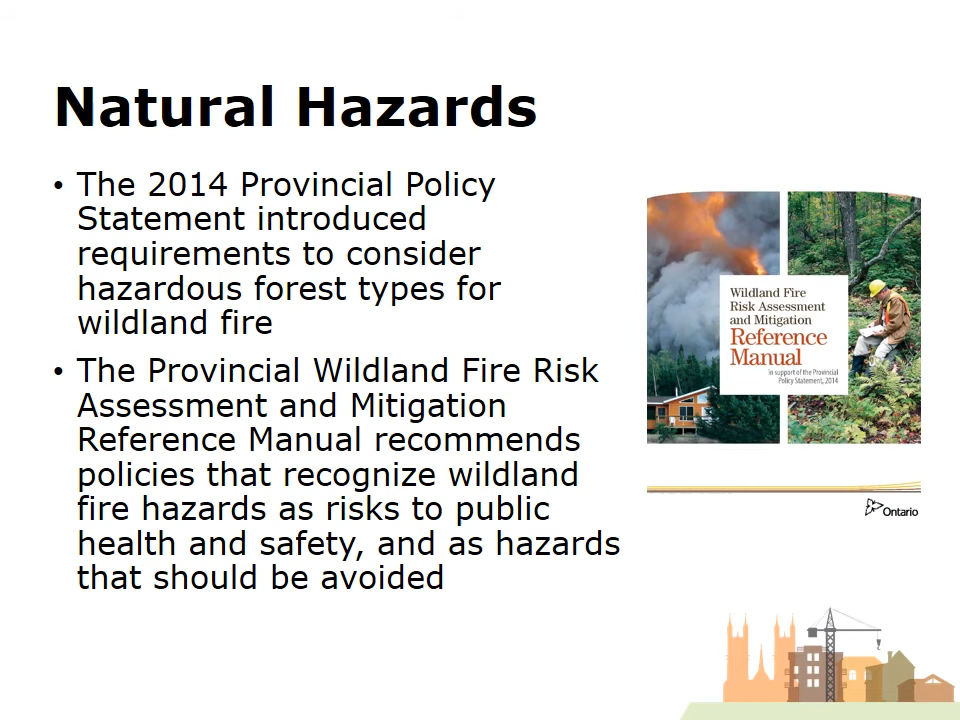 Natural Hazards
• The 2014 Provincial Policy
Statement introduced
requirements to consider
hazardous forest types for
wildland fire
• The Provincial Wildland Fire Risk
Assessment and Mitigation
Reference Manual recommends
policies that recognize wildland
fire hazards as risks to public
health and safety, and as hazards
that should be avoided
Wildland Fire
Risk Assessment
and Mitigation
Reference
Manual
in support of the Provincial
Policy Statement, 2014
Ontario